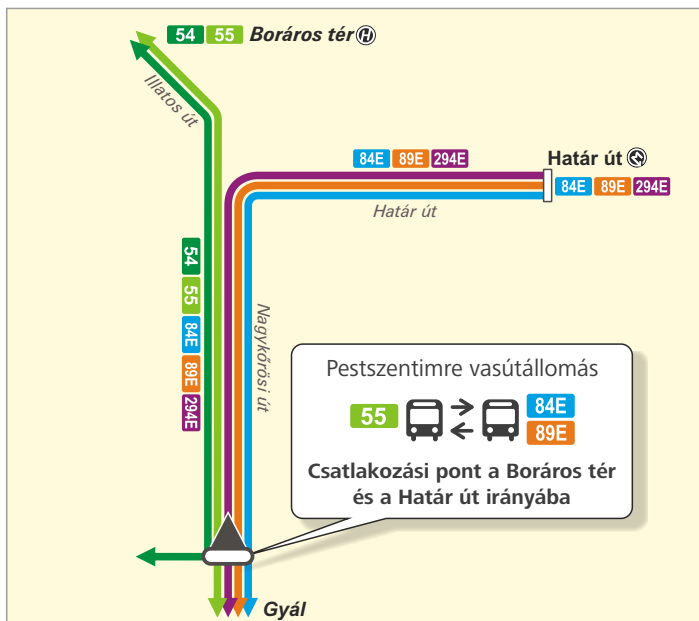 54 55 Boráros tér H
Illatos út
84E 89E 294E
Határ út
84E 89E 294E
Határ út
54
55
84E
89E
294E
Nagykőrösi út
Pestszentimre vasútállomás
55
84E
89E
Csatlakozási pont a Boráros tér
és a Határ út irányába
Gyál